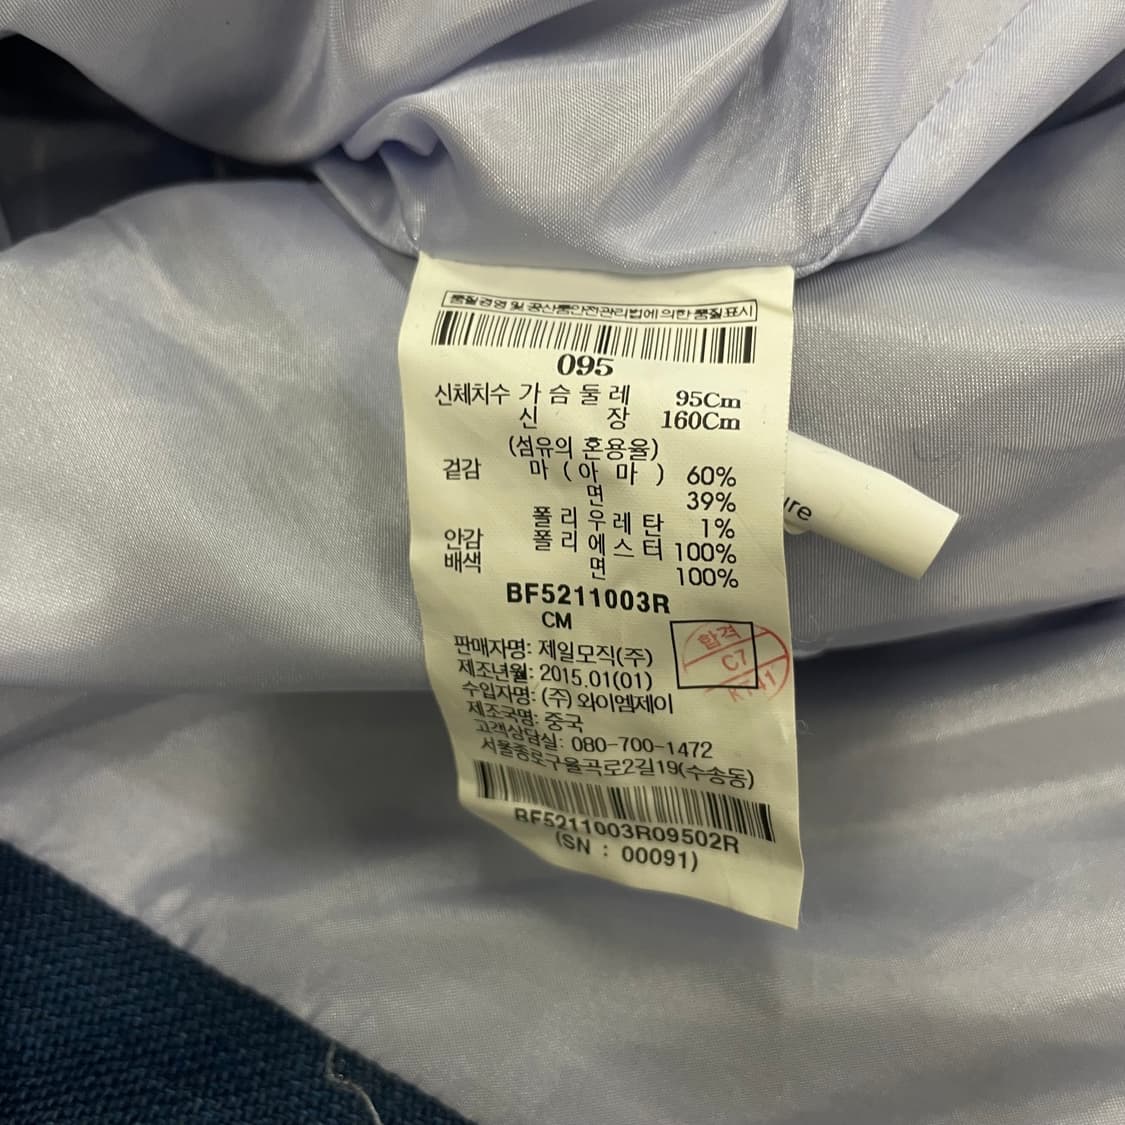 품질경영 및 공산품안전관리법에 의한 품질표시
095
신체치수 가슴둘레 95Cm
신 장 160Cm
(섬유의 혼용율)
겉감 마 (아 마) 60%
면 39%
폴리우레탄 1%
안감 폴리에스터 100%
배색 면 100%
BF5211003R
CM
합격
C7
판매자명: 제일모직(주)
제조년월: 2015.01(01)
수입자명: (주) 와이엠제이
제조국명: 중국
고객상담실: 080-700-1472
서울종로구율곡로2길19(수송동)
BF5211003R09502R
(SN : 00091)